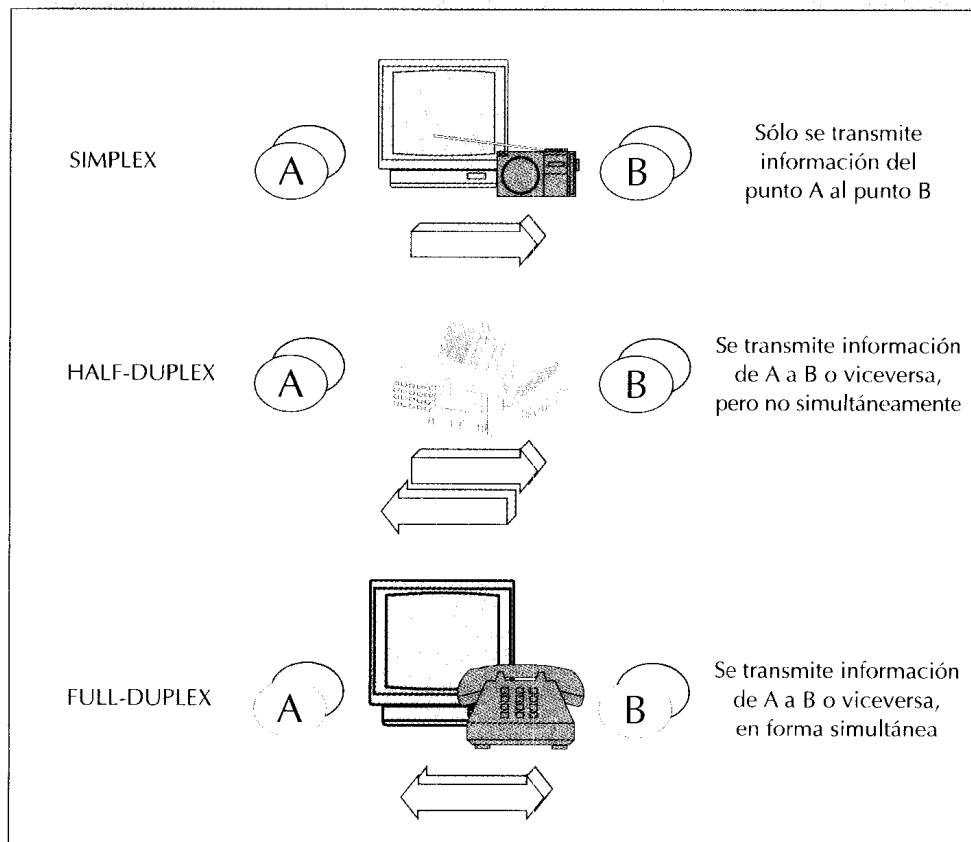 SIMPLEX
A
B
Sólo se transmite
información del
punto A al punto B
HALF-DUPLEX
A
B
Se transmite información
de A a B o viceversa,
pero no simultáneamente
FULL-DUPLEX
A
B
Se transmite información
de A a B o viceversa,
en forma simultánea